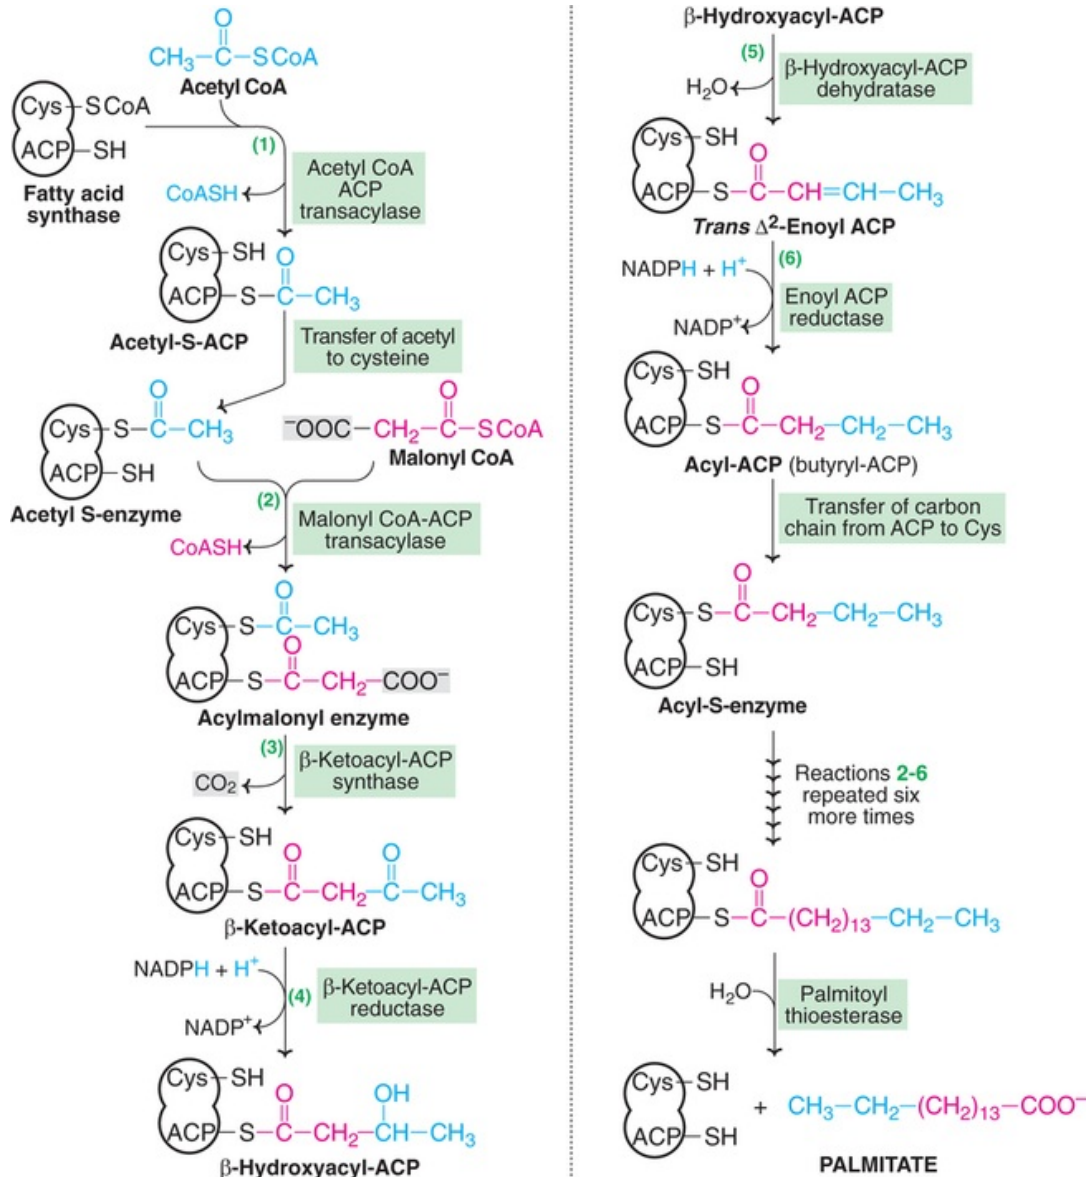 O
CH3–C–SCoA
Acetyl CoA
Cys–SCoA
ACP–SH
Fatty acid
synthase
(1)
CoASH
Acetyl CoA
ACP
transacylase
Cys–SH
O
ACP–S–C–CH3
Acetyl-S-ACP
Transfer of acetyl
to cysteine
O
Cys–S–C–CH3
ACP–SH
Acetyl S-enzyme
O
–OOC–CH2–C–SCoA
Malonyl CoA
(2)
CoASH
Malonyl CoA-ACP
transacylase
O
Cys–S–C–CH3
O
ACP–S–C–CH2–COO–
Acylmalonyl enzyme
(3)
CO2
β-Ketoacyl-ACP
synthase
Cys–SH
O O
ACP–S–C–CH2–C–CH3
β-Ketoacyl-ACP
NADPH + H+
(4)
NADP+
β-Ketoacyl-ACP
reductase
Cys–SH
O OH
ACP–S–C–CH2–CH–CH3
β-Hydroxyacyl-ACP
β-Hydroxyacyl-ACP
(5)
H2O
β-Hydroxyacyl-ACP
dehydratase
Cys–SH
O
ACP–S–C–CH=CH–CH3
Trans Δ2-Enoyl ACP
NADPH + H+
(6)
NADP+
Enoyl ACP
reductase
Cys–SH
O
ACP–S–C–CH2–CH2–CH3
Acyl-ACP (butyryl-ACP)
Transfer of carbon
chain from ACP to Cys
O
Cys–S–C–CH2–CH2–CH3
ACP–SH
Acyl-S-enzyme
Reactions 2-6
repeated six
more times
Cys–SH
O
ACP–S–C–(CH2)13–CH2–CH3
H2O
Palmitoyl
thioesterase
Cys–SH
ACP–SH
+ CH3–CH2–(CH2)13–COO–
PALMITATE